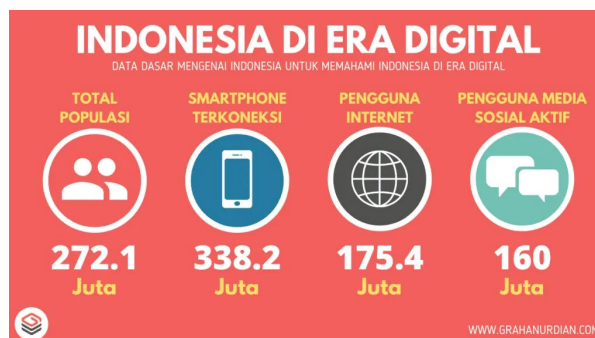 INDONESIA DI ERA DIGITAL
DATA DASAR MENGENAI INDONESIA UNTUK MEMAHAMI INDONESIA DI ERA DIGITAL
TOTAL
POPULASI
272.1
Juta
SMARTPHONE
TERKONEKSI
338.2
Juta
PENGGUNA
INTERNET
175.4
Juta
PENGGUNA MEDIA
SOSIAL AKTIF
160
Juta
WWW.GRAHANURDIAN.COM